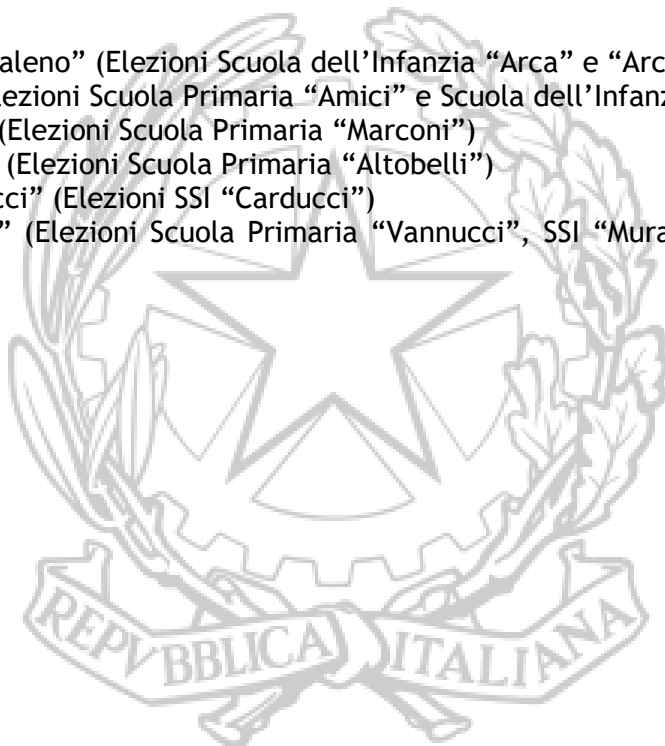 aleno” (Elezioni Scuola dell’Infanzia “Arca” e “Arc
lezioni Scuola Primaria “Amici” e Scuola dell’Infanz
(Elezioni Scuola Primaria “Marconi”)
(Elezioni Scuola Primaria “Altobelli”)
cci” (Elezioni SSI “Carducci”)
” (Elezioni Scuola Primaria “Vannucci”, SSI “Mura
REPVBBLICA ITALIANA